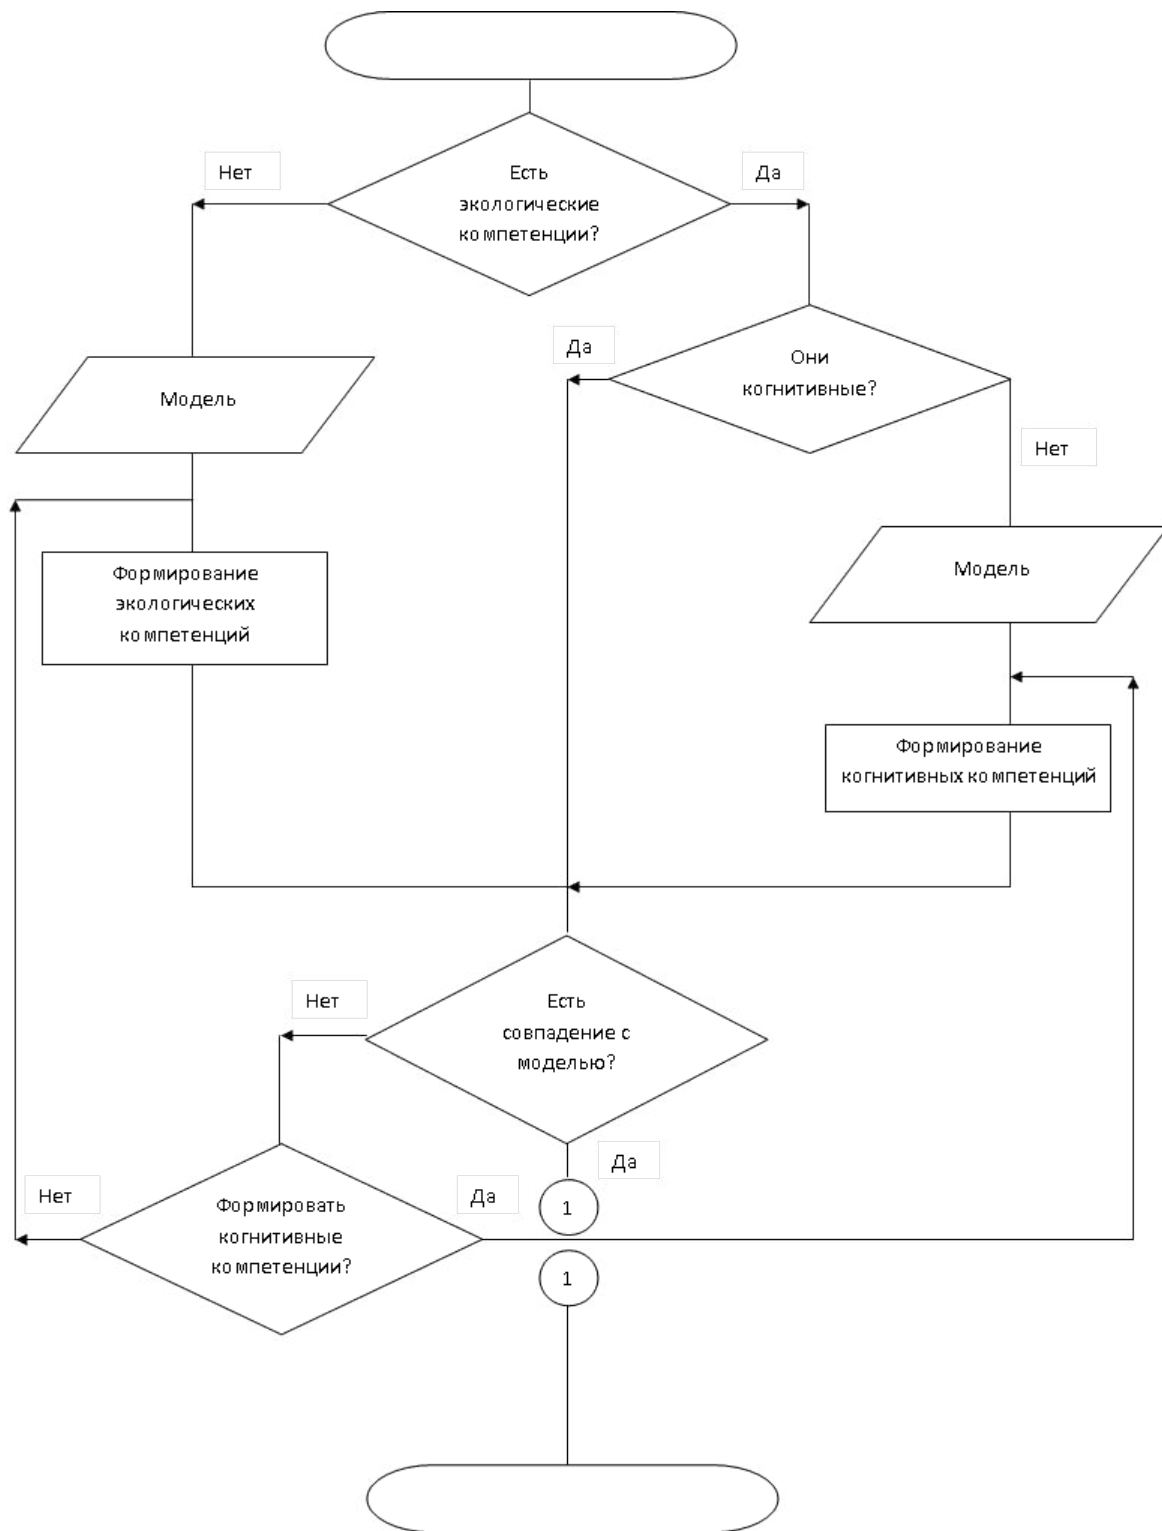 Нет
Есть
экологические
компетенции?
Да
Да
Они
когнитивные?
Модель
Нет
Модель
Формирование
экологических
компетенций
Формирование
когнитивных компетенций
Нет
Есть
совпадение с
моделью?
Да
Нет
Формировать
когнитивные
компетенции?
Да
1
1